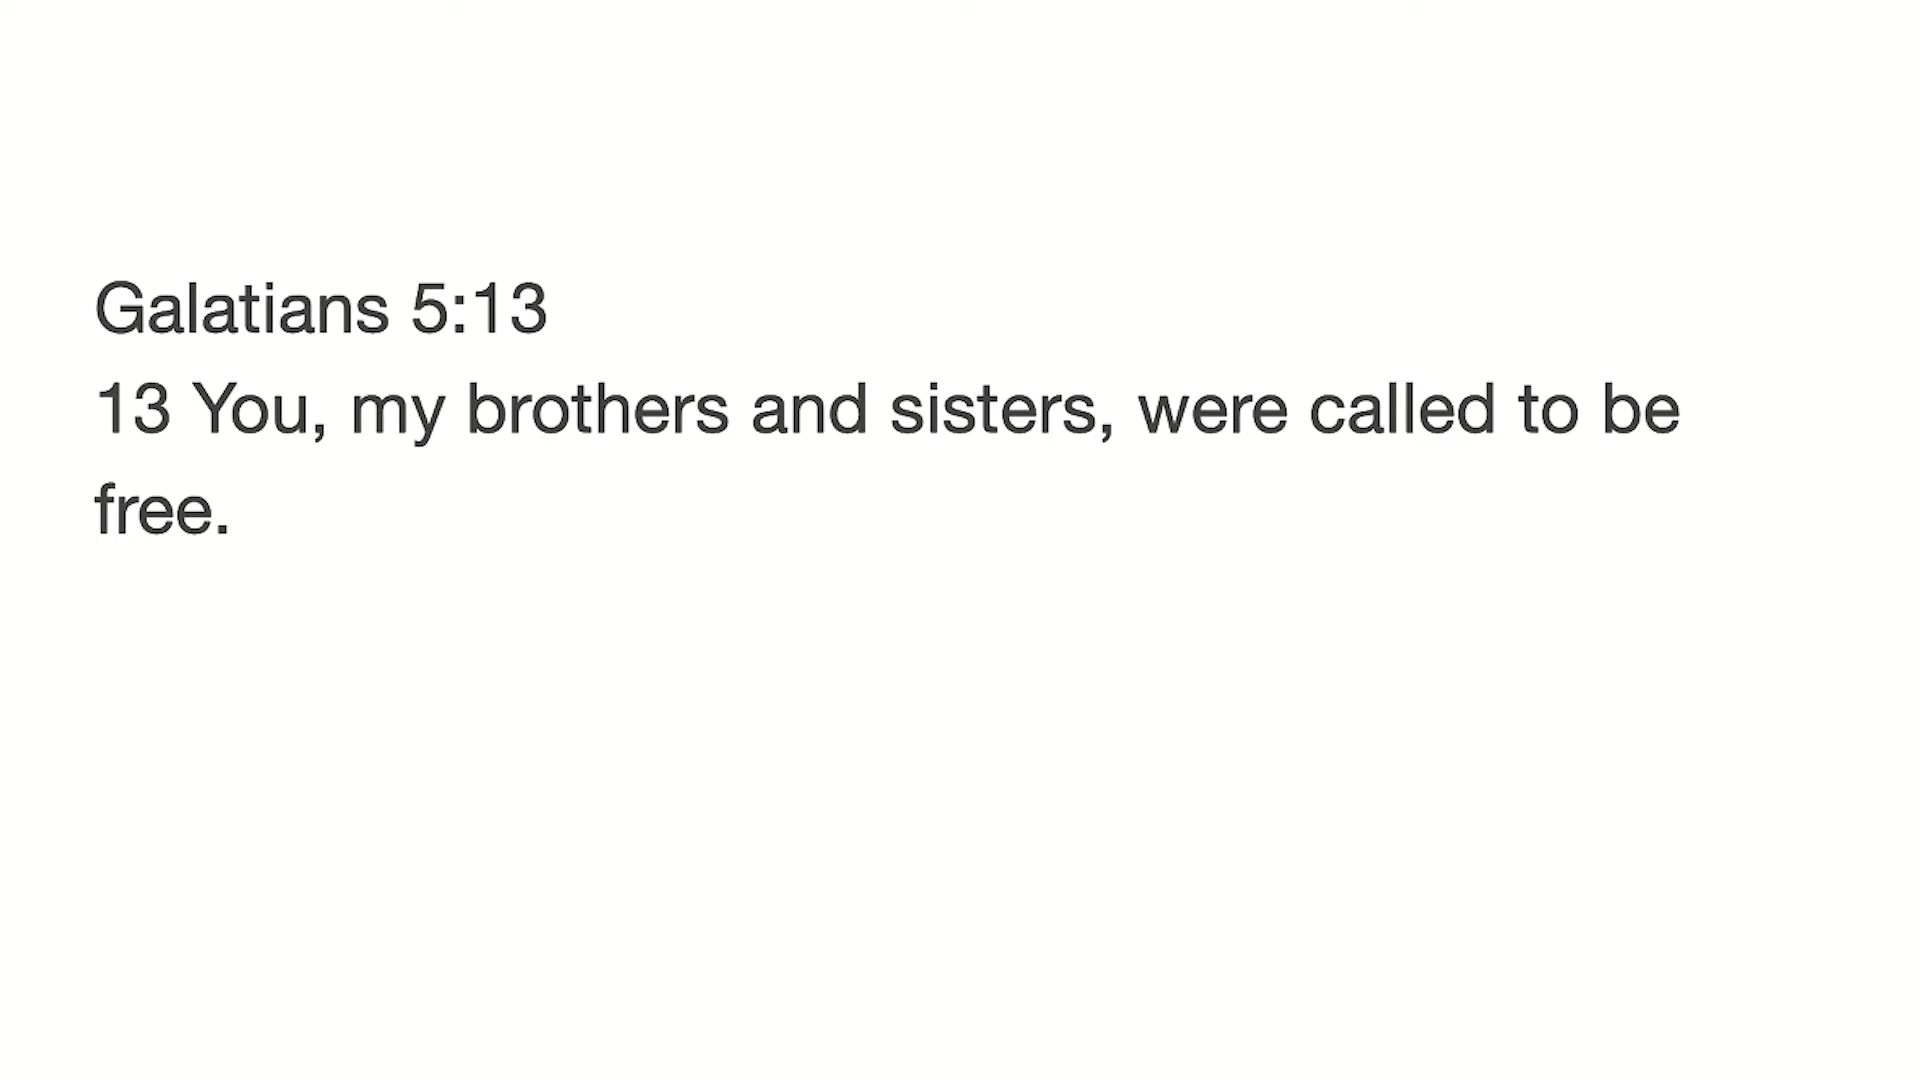 Galatians 5:13
13 You, my brothers and sisters, were called to be
free.